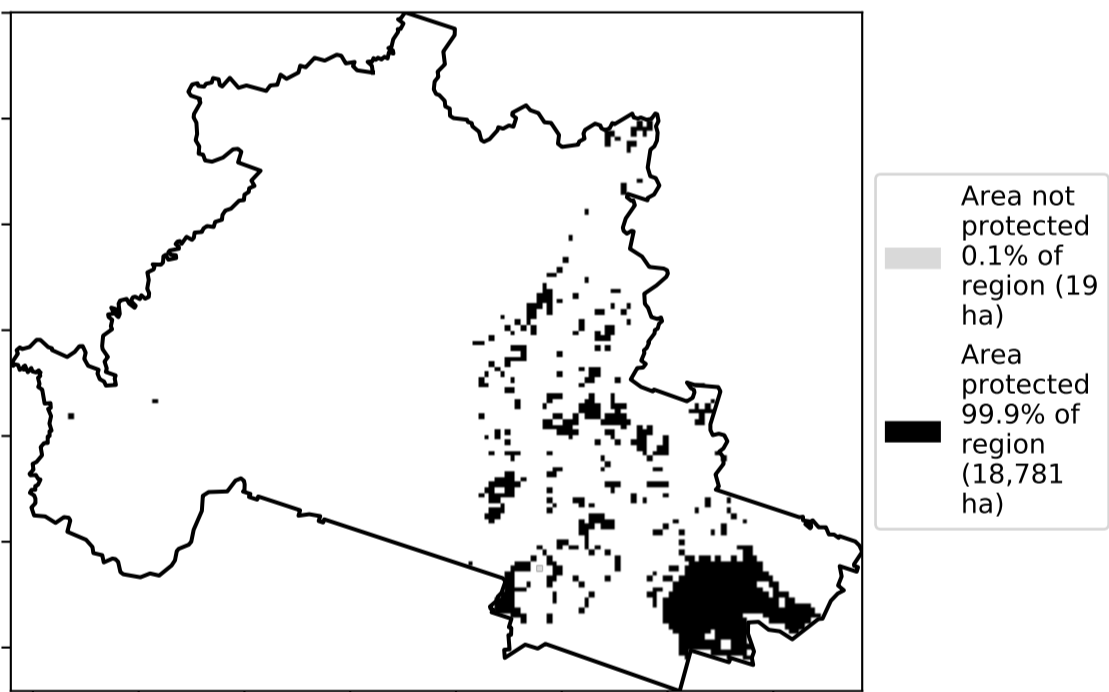 Area not
protected
0.1% of
region (19
ha)
Area
protected
99.9% of
region
(18,781
ha)